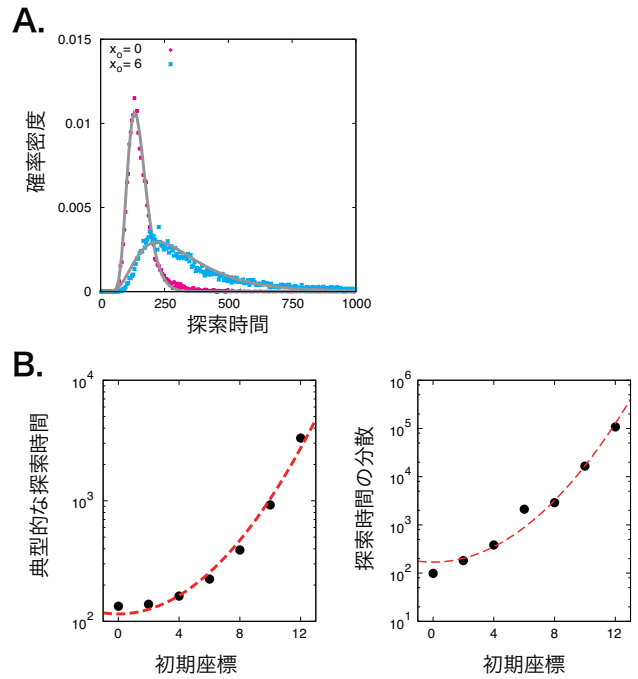 A.
x₀= 0
x₀= 6
0.015
0.01
0.005
0
確率密度
0 250 500 750 1000
探索時間
B.
10⁴
10³
10²
典型的な探索時間
0 4 8 12
初期座標
10⁶
10⁵
10⁴
10³
10²
10¹
探索時間の分散
0 4 8 12
初期座標